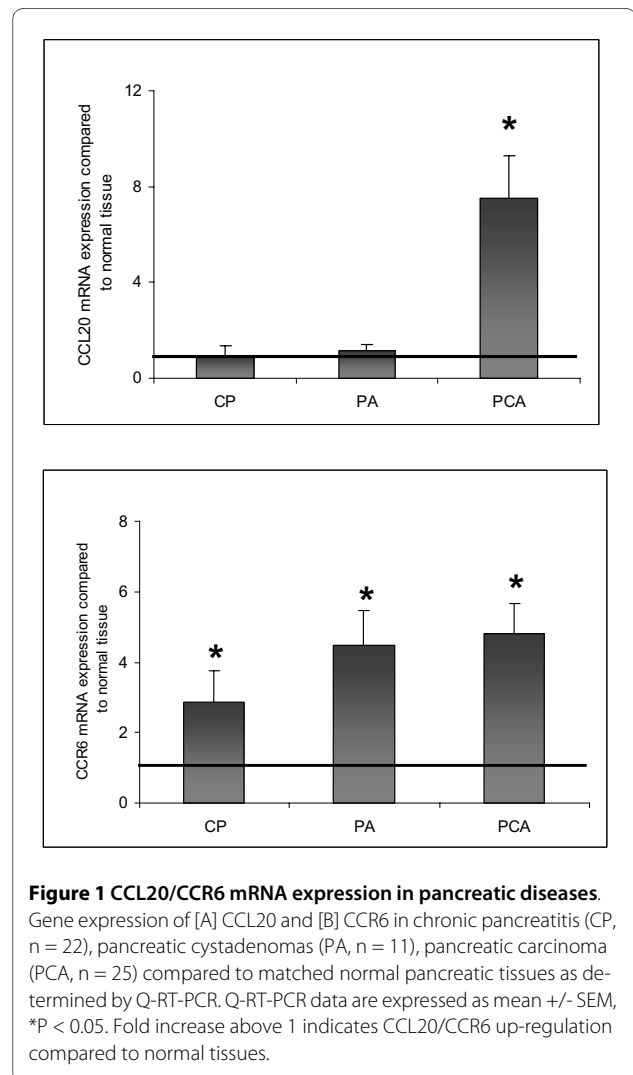 12
8
4
0
CCL20 mRNA expression compared
to normal tissue
*
CP PA PCA
8
6
4
2
0
CCR6 mRNA expression compared
to normal tissue
* * *
CP PA PCA
Figure 1 CCL20/CCR6 mRNA expression in pancreatic diseases.
Gene expression of [A] CCL20 and [B] CCR6 in chronic pancreatitis (CP,
n = 22), pancreatic cystadenomas (PA, n = 11), pancreatic carcinoma
(PCA, n = 25) compared to matched normal pancreatic tissues as de-
termined by Q-RT-PCR. Q-RT-PCR data are expressed as mean +/- SEM,
*P < 0.05. Fold increase above 1 indicates CCL20/CCR6 up-regulation
compared to normal tissues.